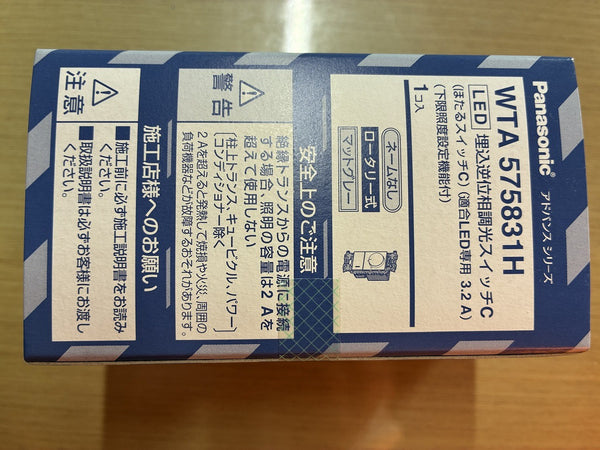 Panasonic アドバンス シリーズ
WTA 575831H
LED 埋込逆位相調光スイッチC
(ほたるスイッチC) (適合LED専用 3.2 A)
(下限照度設定機能付)
1コ入
ネームなし
ロータリー式
マットグレー
安全上のご注意
警告
絶縁トランスからの電源に接続
する場合、照明の容量は2 Aを
超えて使用しない
(柱上トランス、キュービクル、パワー)
(コンディショナー除く)
2 Aを超えると発熱して焼損や火災、周囲の
負荷機器などが故障するおそれがあります。
施工店様へのお願い
注意
■施工前に必ず施工説明書をお読み
ください。
■取扱説明書は必ずお客様にお渡し
ください。